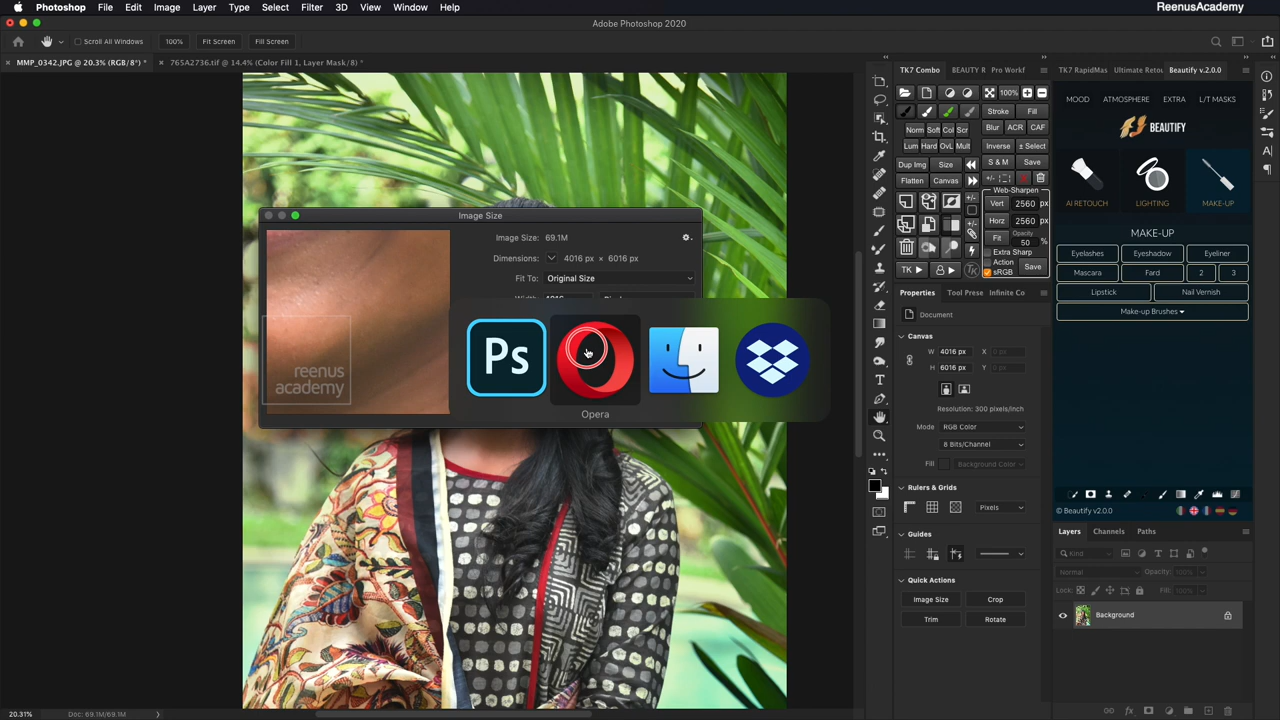 Photoshop File Edit Image Layer Type Select Filter 3D View Window Help ReenusAcademy
Adobe Photoshop 2020
Scroll All Windows 100% Fit Screen Fill Screen
MMP_0342.JPG @ 20.3% (RGB/8*) * 765A2736.tif @ 14.4% (Color Fill 1, Layer Mask/8) *
TK7 Combo BEAUTY R Pro Workf
100%
Stroke Fill
Norm Soft Col Scr Blur ACR CAF
Lum Hard OvL Mult Inverse ± Select
Dup Img Size S & M Save
Flatten Canvas +/-
Web-Sharpen
Vert 2560 px
Horz 2560 px
Fit Opacity 50 %
Extra Sharp
Action
sRGB Save
TK
TK7 RapidMas Ultimate Retou Beautify v.2.0.0
MOOD ATMOSPHERE EXTRA L/T MASKS
BEAUTIFY
AI RETOUCH LIGHTING MAKE-UP
MAKE-UP
Eyelashes Eyeshadow Eyeliner
Mascara Fard 2 3
Lipstick Nail Vernish
Make-up Brushes
© Beautify v2.0.0
Image Size
Image Size: 69.1M
Dimensions: 4016 px × 6016 px
Fit To: Original Size
reenus
academy
Ps
Opera
Properties Tool Prese Infinite Co
Document
Canvas
W 4016 px X 0 px
H 6016 px Y 0 px
Resolution: 300 pixels/inch
Mode RGB Color
8 Bits/Channel
Fill Background Color
Rulers & Grids
Pixels
Guides
Quick Actions
Image Size Crop
Trim Rotate
Layers Channels Paths
Kind
Normal Opacity: 100%
Lock: Fill: 100%
Background
20.31% Doc: 69.1M/69.1M